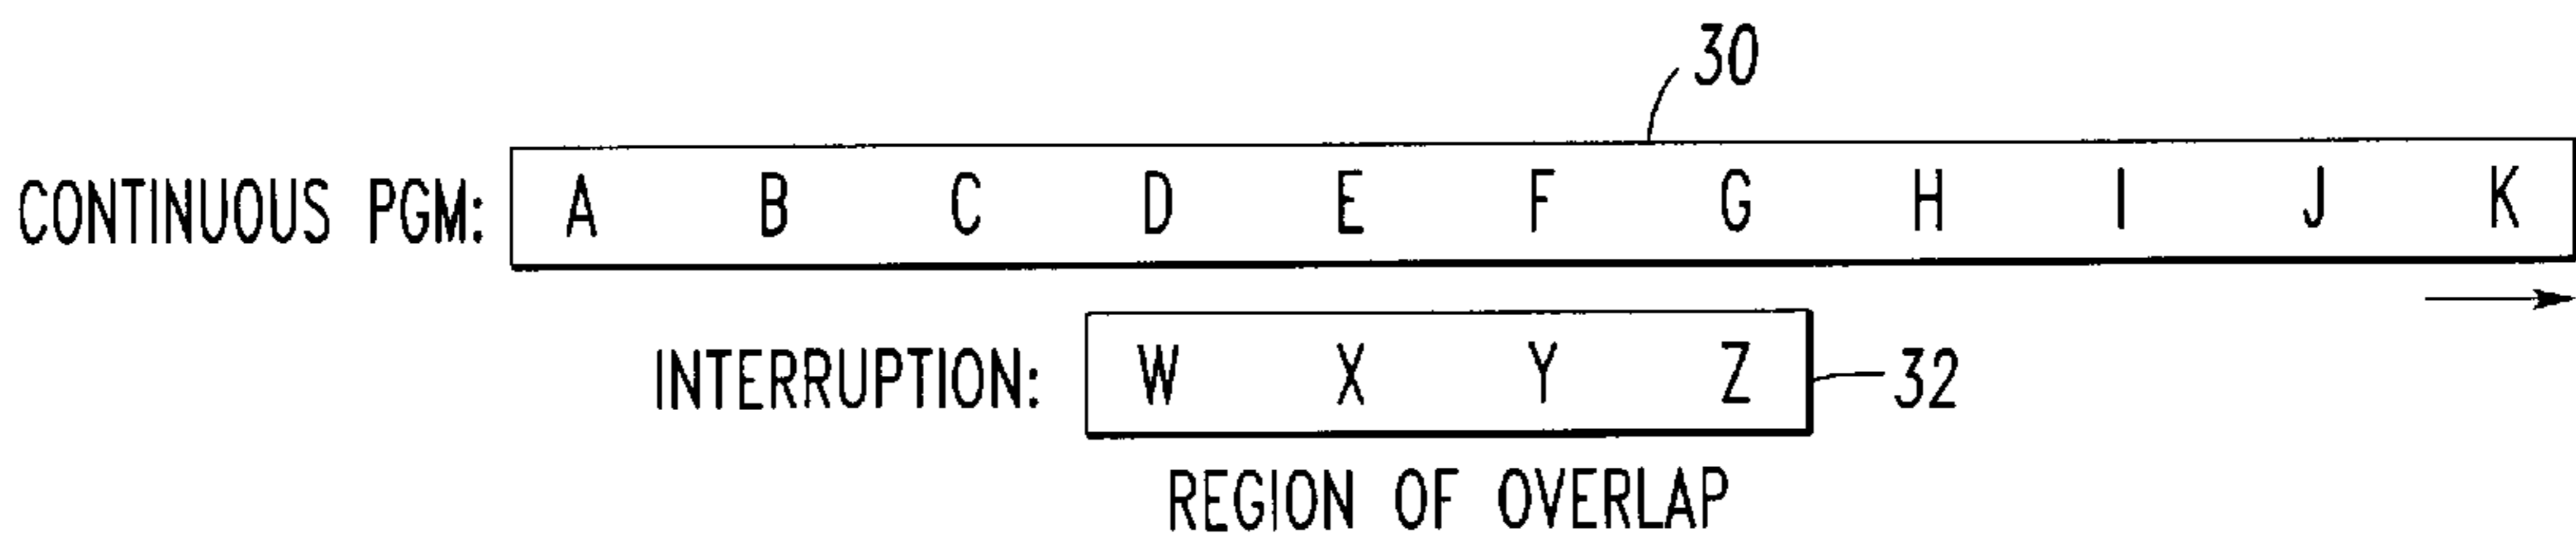 30
CONTINUOUS PGM: A B C D E F G H I J K
INTERRUPTION: W X Y Z 32
REGION OF OVERLAP